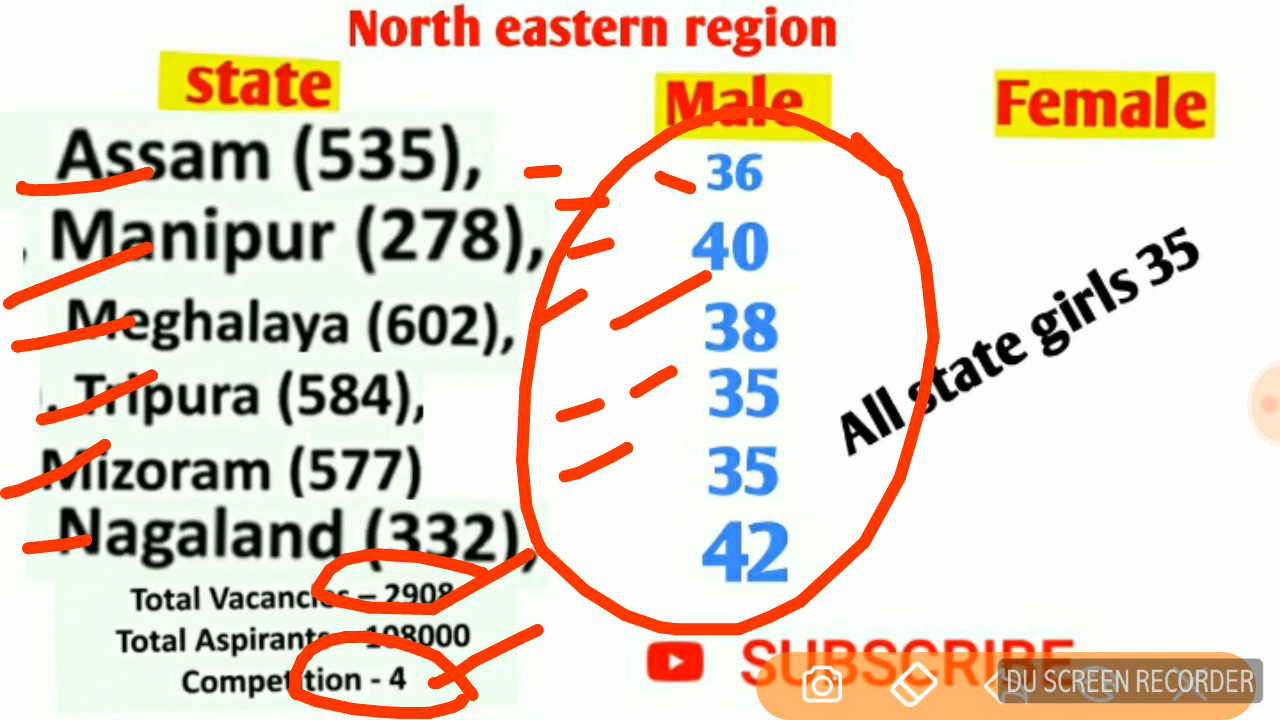 North eastern region
state Male Female
Assam (535), 36
, Manipur (278), 40
Meghalaya (602), 38
. Tripura (584), 35
Mizoram (577) 35
Nagaland (332), 42
All state girls 35
Total Vacancies – 2908
Total Aspirants – 108000
Competition - 4
SUBSCRIBE
DU SCREEN RECORDER